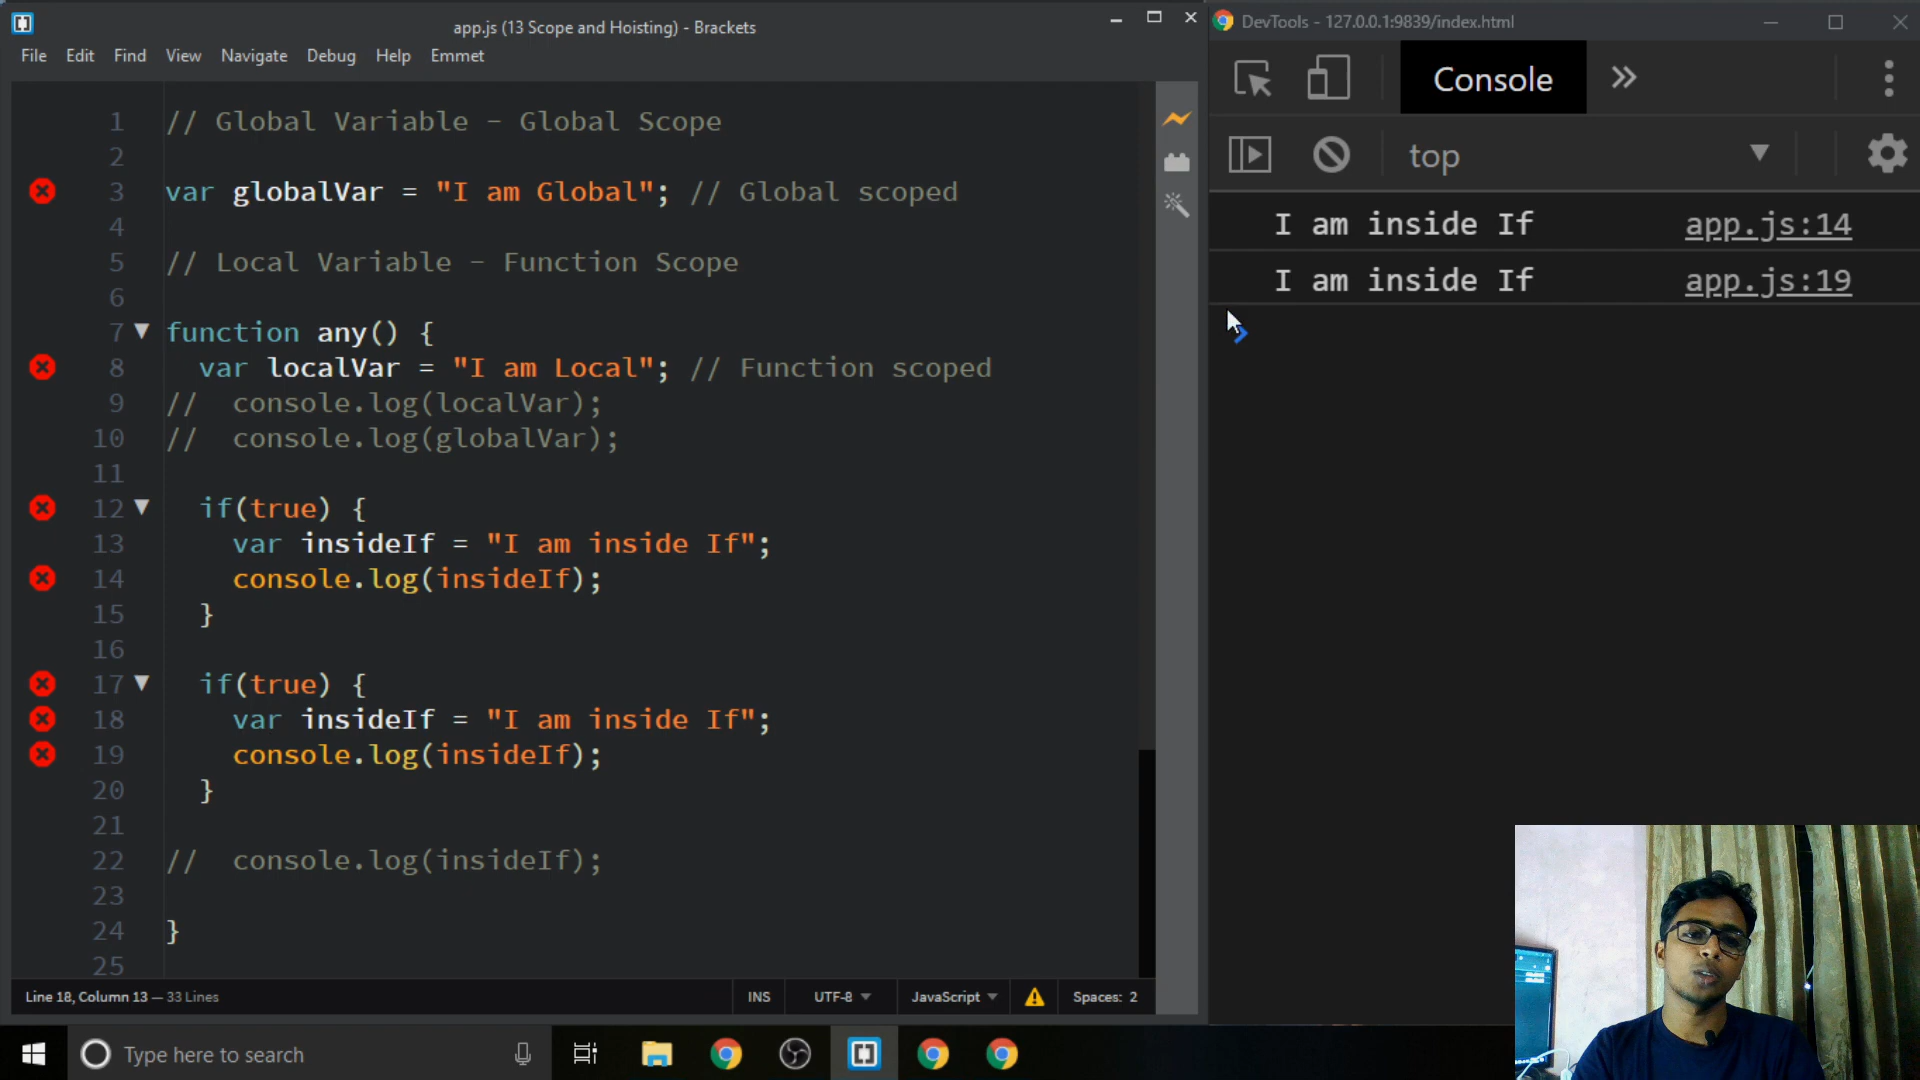 app.js (13 Scope and Hoisting) - Brackets
File Edit Find View Navigate Debug Help Emmet
1 // Global Variable - Global Scope
2
3 var globalVar = "I am Global"; // Global scoped
4
5 // Local Variable - Function Scope
6
7 function any() {
8 var localVar = "I am Local"; // Function scoped
9 // console.log(localVar);
10 // console.log(globalVar);
11
12 if(true) {
13 var insideIf = "I am inside If";
14 console.log(insideIf);
15 }
16
17 if(true) {
18 var insideIf = "I am inside If";
19 console.log(insideIf);
20 }
21
22 // console.log(insideIf);
23
24 }
25
Line 18, Column 13 — 33 Lines INS UTF-8 JavaScript Spaces: 2
DevTools - 127.0.0.1:9839/index.html
Console
top
I am inside If app.js:14
I am inside If app.js:19
Type here to search